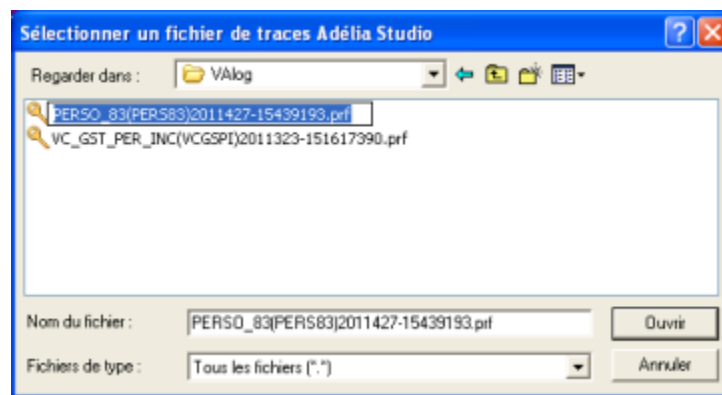 Sélectionner un fichier de traces Adélia Studio
Regarder dans :
VAlog
PERSO_83(PERS83)2011427-15439193.prf
VC_GST_PER_INC(VCGSPI)2011323-151617390.prf
Nom du fichier :
PERSO_83(PERS83)2011427-15439193.prf
Ouvrir
Fichiers de type :
Tous les fichiers (*.*)
Annuler